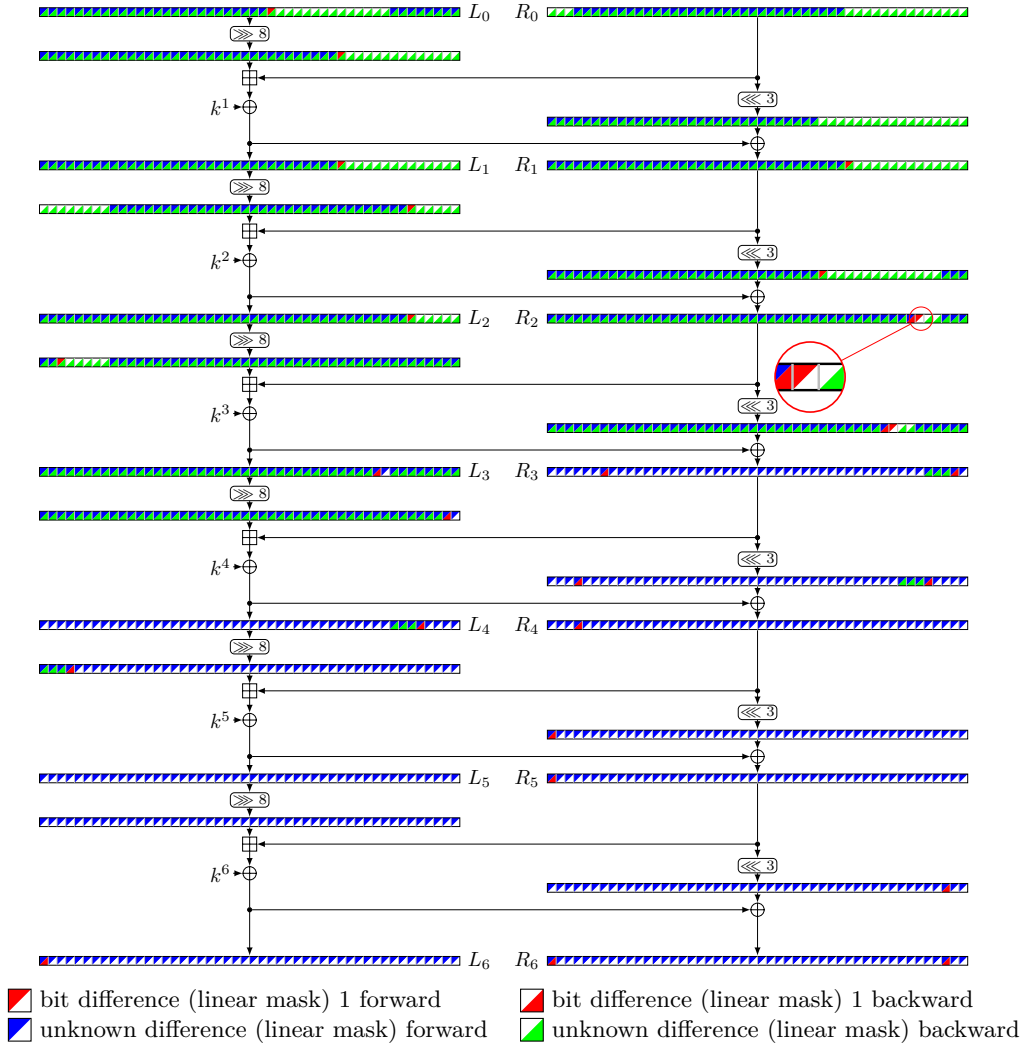 L₀ R₀
⋙ 8
k¹
⋘ 3
L₁ R₁
⋙ 8
k²
⋘ 3
L₂ R₂
⋙ 8
k³
⋘ 3
L₃ R₃
⋙ 8
k⁴
⋘ 3
L₄ R₄
⋙ 8
k⁵
⋘ 3
L₅ R₅
⋙ 8
k⁶
⋘ 3
L₆ R₆
bit difference (linear mask) 1 forward
bit difference (linear mask) 1 backward
unknown difference (linear mask) forward
unknown difference (linear mask) backward